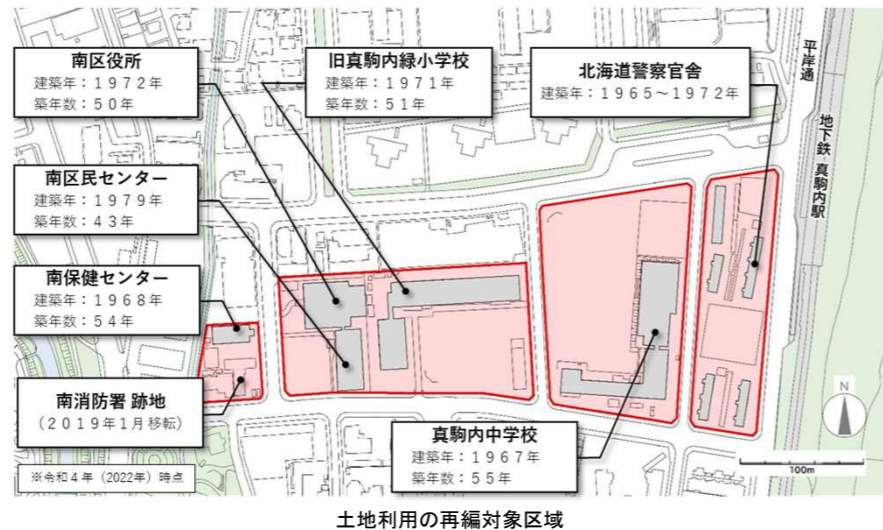 南区役所
建築年：１９７２年
築年数：５０年
旧真駒内緑小学校
建築年：１９７１年
築年数：５１年
北海道警察官舎
建築年：１９６５～１９７２年
平岸通
地下鉄 真駒内駅
南区民センター
建築年：１９７９年
築年数：４３年
南保健センター
建築年：１９６８年
築年数：５４年
南消防署 跡地
（２０１９年１月移転）
真駒内中学校
建築年：１９６７年
築年数：５５年
N
100m
※令和４年（2022年）時点
土地利用の再編対象区域